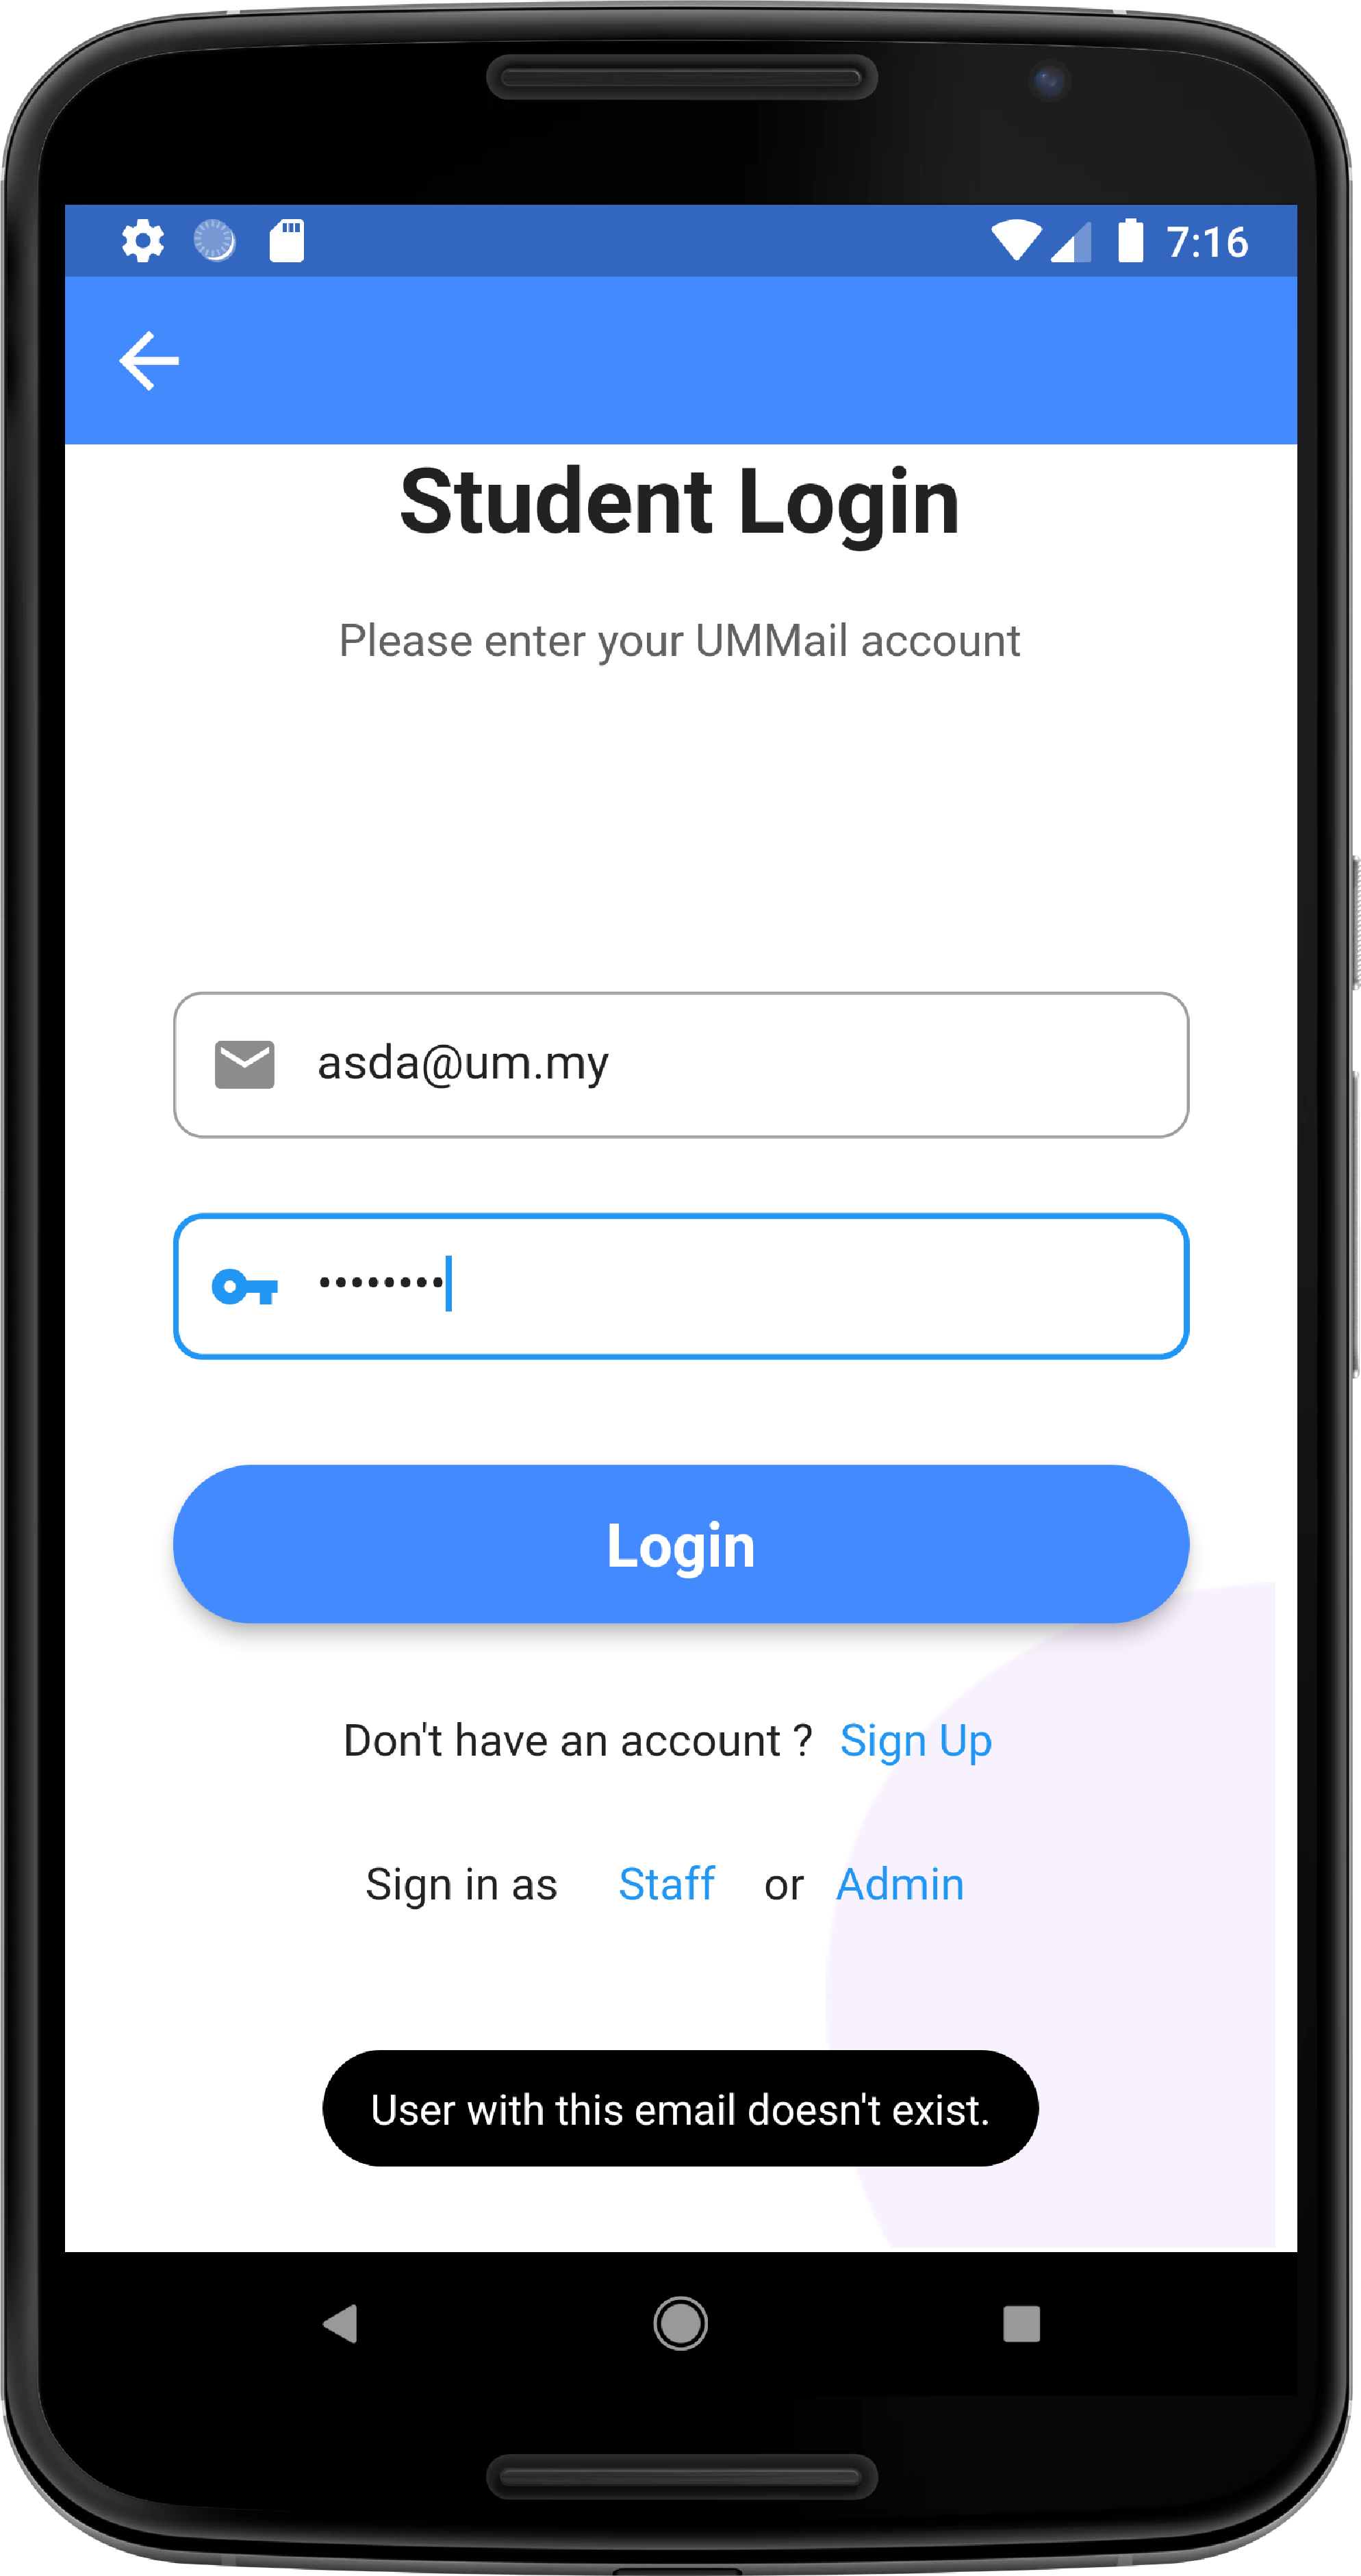 7:16
Student Login
Please enter your UMMail account
asda@um.my
••••••••
Login
Don't have an account ? Sign Up
Sign in as Staff or Admin
User with this email doesn't exist.